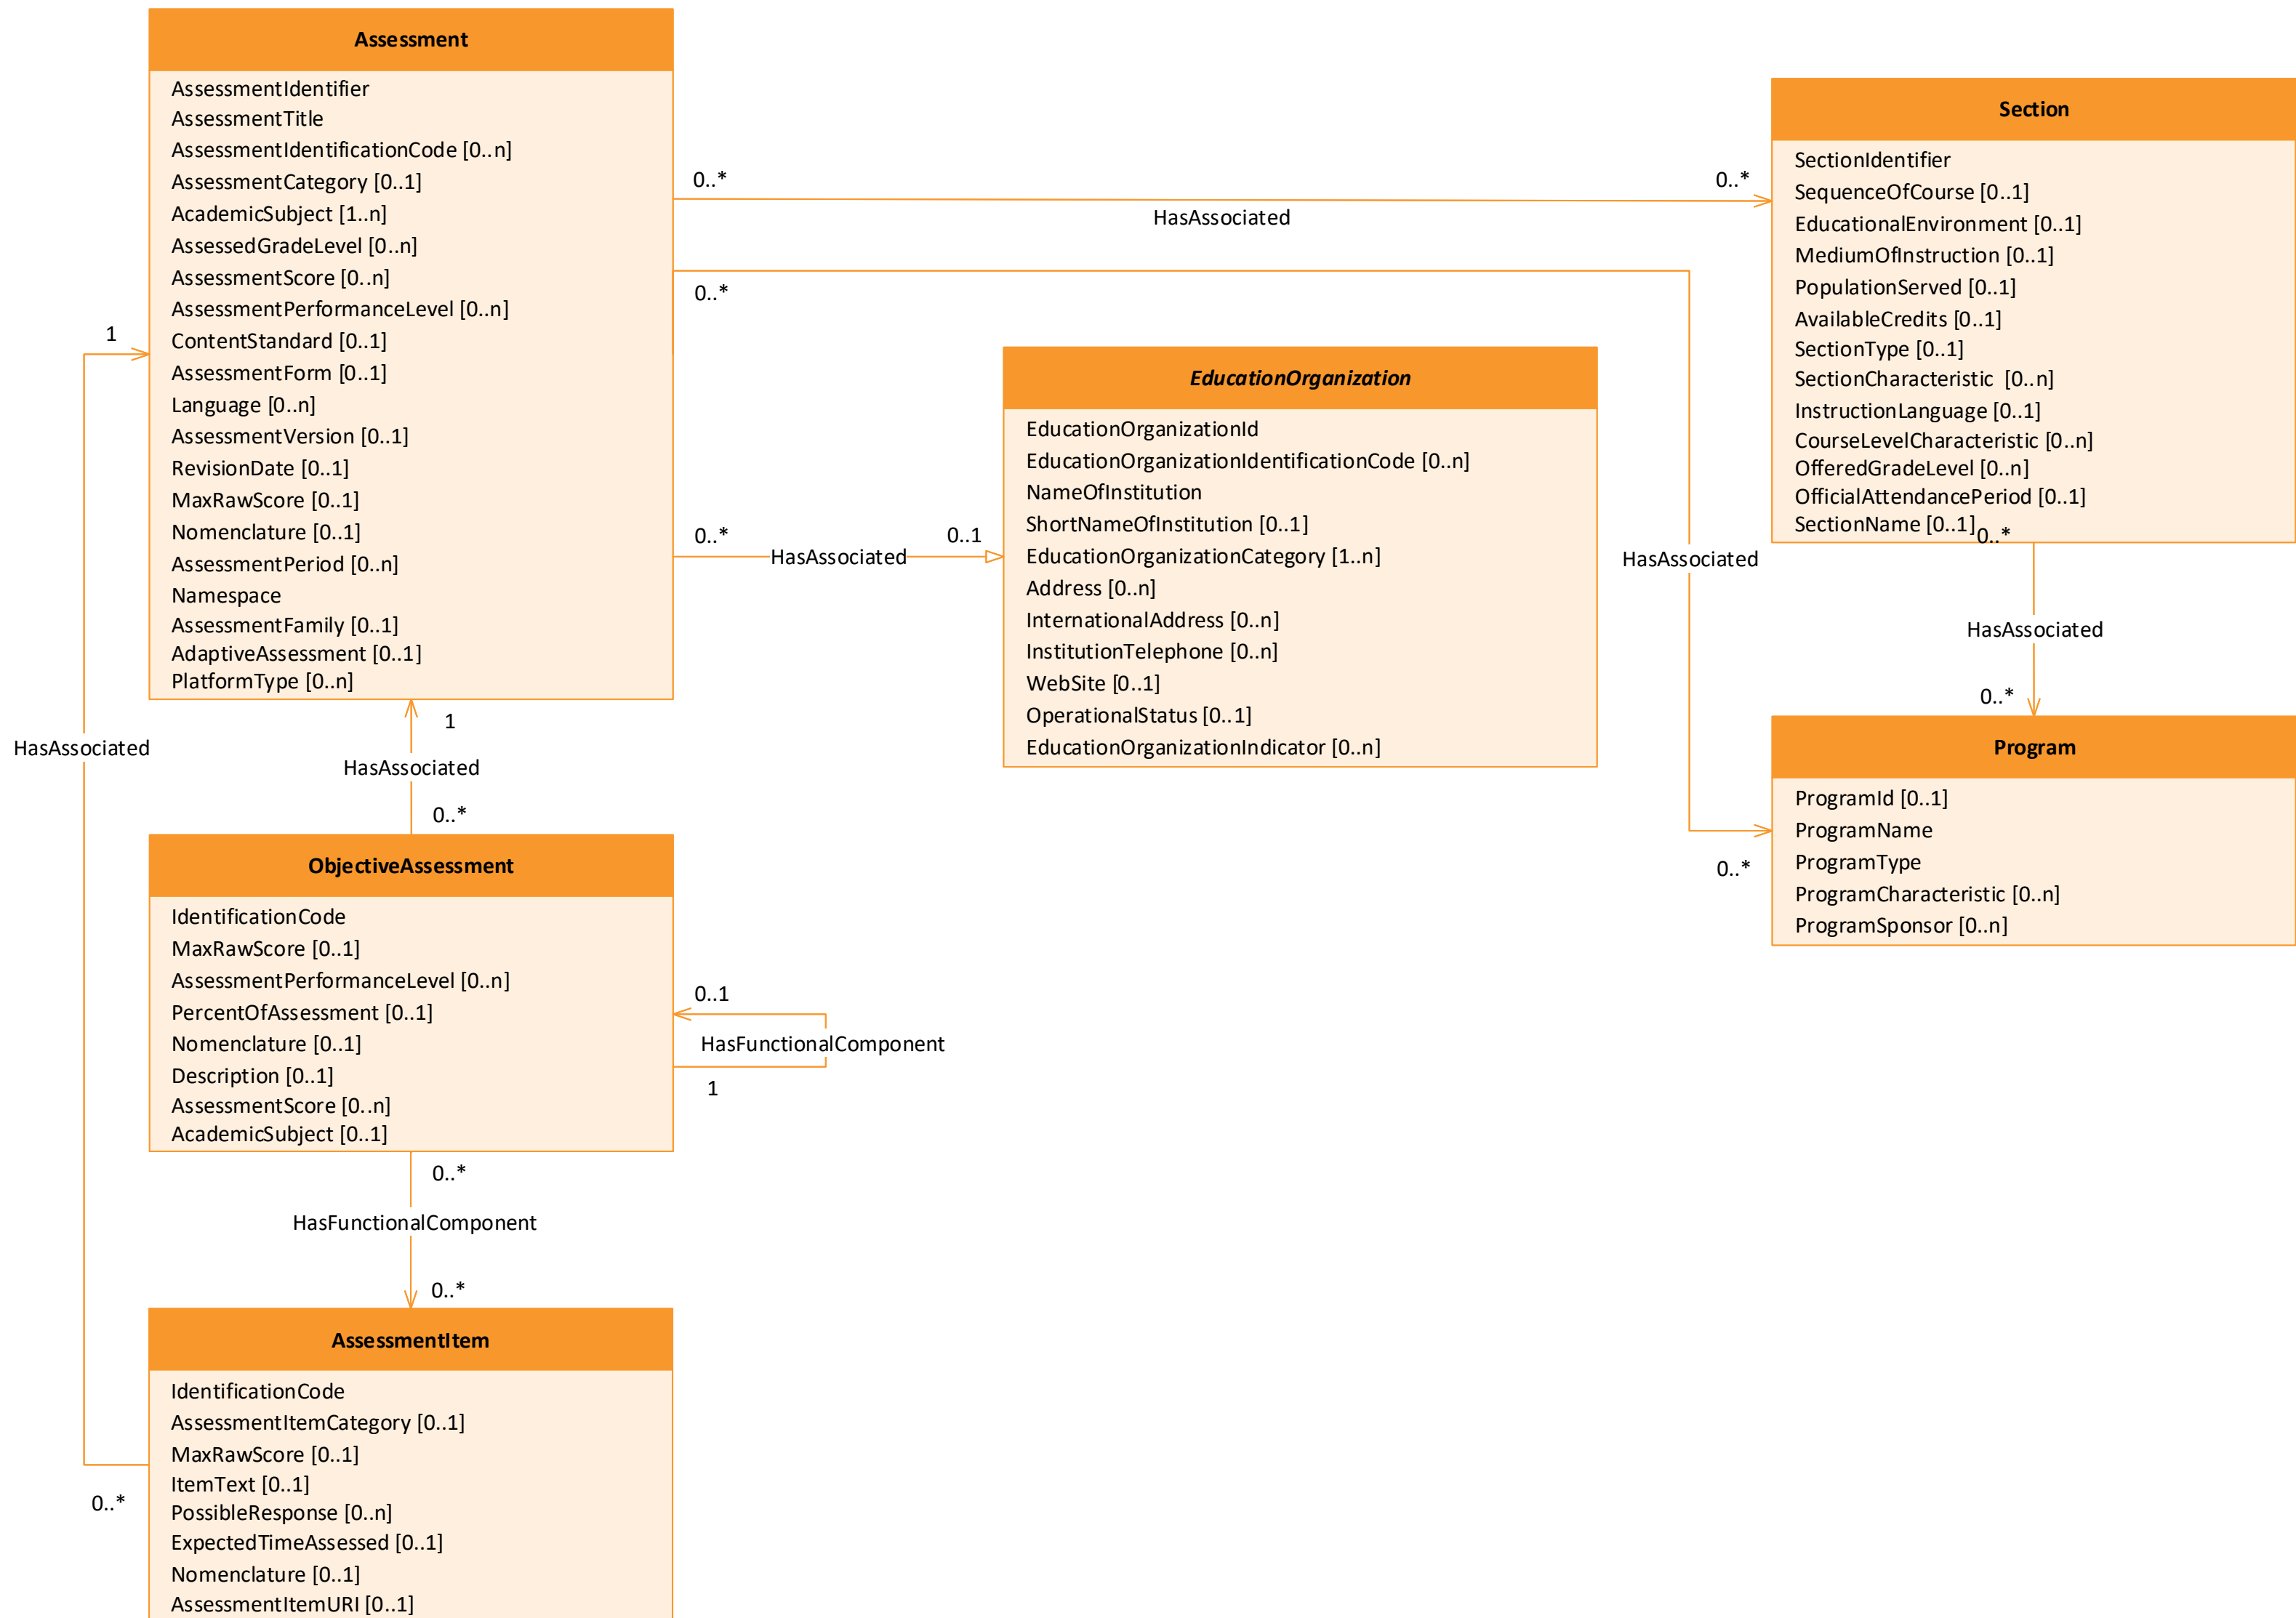 Assessment
AssessmentIdentifier
AssessmentTitle
AssessmentIdentificationCode [0..n]
AssessmentCategory [0..1]
AcademicSubject [1..n]
AssessedGradeLevel [0..n]
AssessmentScore [0..n]
AssessmentPerformanceLevel [0..n]
ContentStandard [0..1]
AssessmentForm [0..1]
Language [0..n]
AssessmentVersion [0..1]
RevisionDate [0..1]
MaxRawScore [0..1]
Nomenclature [0..1]
AssessmentPeriod [0..n]
Namespace
AssessmentFamily [0..1]
AdaptiveAssessment [0..1]
PlatformType [0..n]
0..*
0..*
HasAssociated
0..*
HasAssociated
0..*
0..*
HasAssociated
0..1
Section
SectionIdentifier
SequenceOfCourse [0..1]
EducationalEnvironment [0..1]
MediumOfInstruction [0..1]
PopulationServed [0..1]
AvailableCredits [0..1]
SectionType [0..1]
SectionCharacteristic [0..n]
InstructionLanguage [0..1]
CourseLevelCharacteristic [0..n]
OfferedGradeLevel [0..n]
OfficialAttendancePeriod [0..1]
SectionName [0..1]
0..*
HasAssociated
0..*
EducationOrganization
EducationOrganizationId
EducationOrganizationIdentificationCode [0..n]
NameOfInstitution
ShortNameOfInstitution [0..1]
EducationOrganizationCategory [1..n]
Address [0..n]
InternationalAddress [0..n]
InstitutionTelephone [0..n]
WebSite [0..1]
OperationalStatus [0..1]
EducationOrganizationIndicator [0..n]
Program
ProgramId [0..1]
ProgramName
ProgramType
ProgramCharacteristic [0..n]
ProgramSponsor [0..n]
1
HasAssociated
0..*
1
HasAssociated
0..*
ObjectiveAssessment
IdentificationCode
MaxRawScore [0..1]
AssessmentPerformanceLevel [0..n]
PercentOfAssessment [0..1]
Nomenclature [0..1]
Description [0..1]
AssessmentScore [0..n]
AcademicSubject [0..1]
0..1
HasFunctionalComponent
1
0..*
HasFunctionalComponent
0..*
AssessmentItem
IdentificationCode
AssessmentItemCategory [0..1]
MaxRawScore [0..1]
ItemText [0..1]
PossibleResponse [0..n]
ExpectedTimeAssessed [0..1]
Nomenclature [0..1]
AssessmentItemURI [0..1]